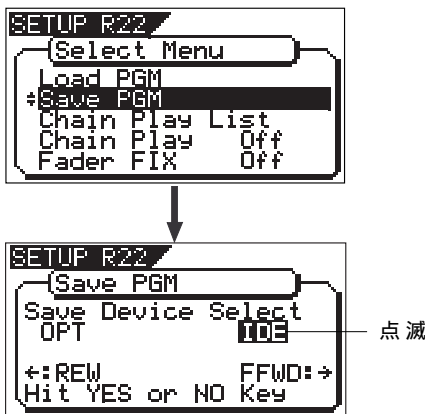 SETUP R22
Select Menu
Load PGM
Save PGM
Chain Play List
Chain Play Off
Fader FIX Off
SETUP R22
Save PGM
Save Device Select
OPT IDE
点滅
←:REW FFWD:→
Hit YES or NO Key